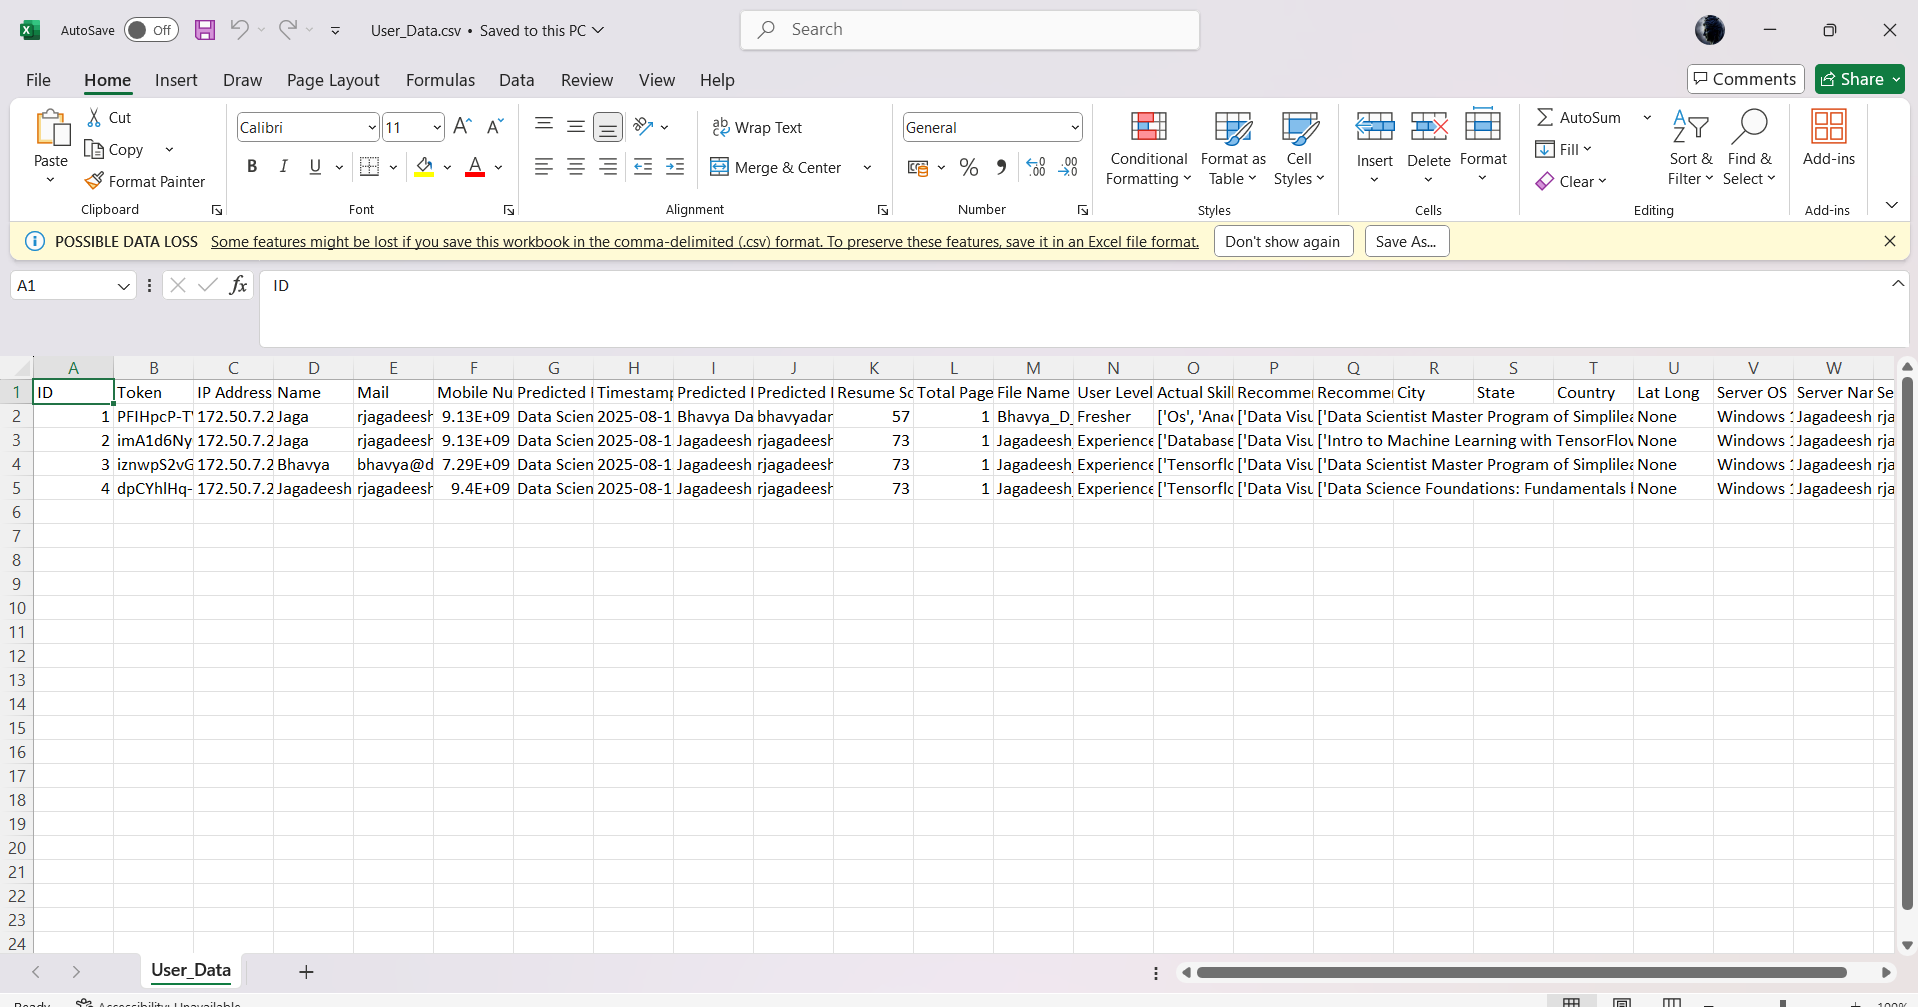 AutoSave Off User_Data.csv • Saved to this PC Search
File Home Insert Draw Page Layout Formulas Data Review View Help Comments Share
Paste Cut Copy Format Painter
Calibri 11
B I U A
Wrap Text
Merge & Center
General
Conditional Formatting Format as Table Cell Styles
Insert Delete Format
AutoSum
Fill
Clear
Sort & Filter Find & Select
Add-ins
Clipboard Font Alignment Number Styles Cells Editing Add-ins
POSSIBLE DATA LOSS Some features might be lost if you save this workbook in the comma-delimited (.csv) format. To preserve these features, save it in an Excel file format. Don't show again Save As...
A1 fx ID
A B C D E F G H I J K L M N O P Q R S T U V W
1 ID Token IP Address Name Mail Mobile Nu Predicted Timestamp Predicted Predicted Resume Sc Total Page File Name User Level Actual Skill Recomme Recomme City State Country Lat Long Server OS Server Nar Se
2 1 PFIHpcP-T 172.50.7.2 Jaga rjagadeesh 9.13E+09 Data Scien 2025-08-1 Bhavya Da bhavyadar 57 1 Bhavya_D_ Fresher ['Os', 'Anac ['Data Visu ['Data Scientist Master Program of Simplilea None Windows 1 Jagadeesh rja
3 2 imA1d6Ny 172.50.7.2 Jaga rjagadeesh 9.13E+09 Data Scien 2025-08-1 Jagadeesh rjagadeesh 73 1 Jagadeesh_ Experience ['Database ['Data Visu ['Intro to Machine Learning with TensorFlow None Windows 1 Jagadeesh rja
4 3 iznwpS2vG 172.50.7.2 Bhavya bhavya@d 7.29E+09 Data Scien 2025-08-1 Jagadeesh rjagadeesh 73 1 Jagadeesh_ Experience ['Tensorflo ['Data Visu ['Data Scientist Master Program of Simplilea None Windows 1 Jagadeesh rja
5 4 dpCYhlHq- 172.50.7.2 Jagadeesh rjagadeesh 9.4E+09 Data Scien 2025-08-1 Jagadeesh rjagadeesh 73 1 Jagadeesh_ Experience ['Tensorflo ['Data Visu ['Data Science Foundations: Fundamentals None Windows 1 Jagadeesh rja
6
7
8
9
10
11
12
13
14
15
16
17
18
19
20
21
22
23
24
User_Data
Ready Accessibility: Unavailable 100%